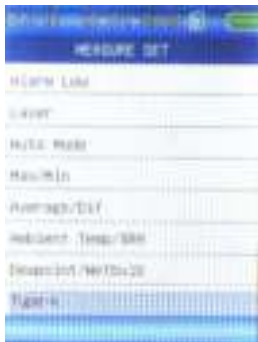 MEASURE SET
Alarm Low
Laser
Auto Mode
Max/Min
Average/Dif
Ambient Temp/%RH
Dewpoint/Wetbulb
Type-K